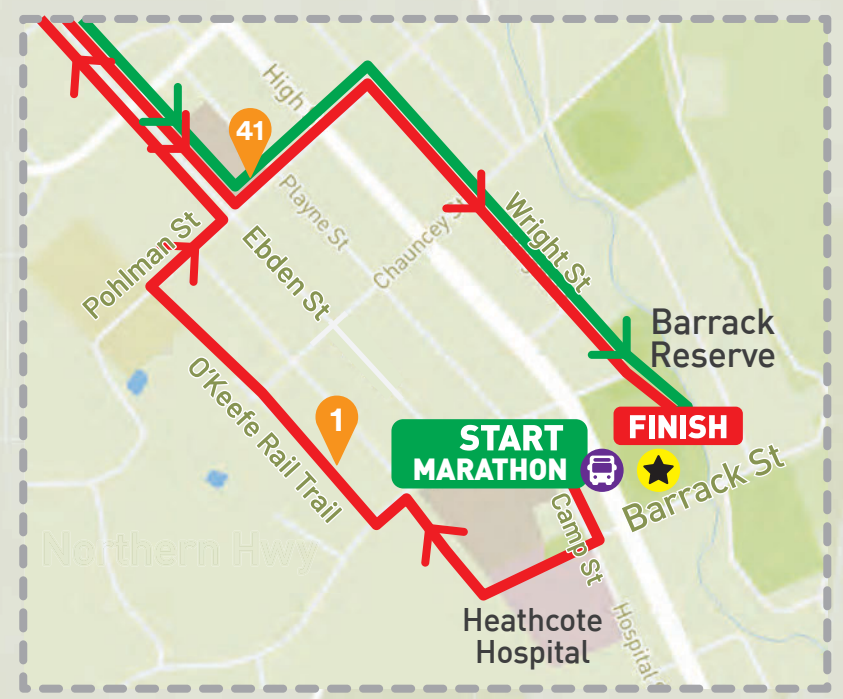 High
41
Playne St
Chauncey St
Wright St
Pohlman St
Ebden St
Barrack
Reserve
O'Keefe Rail Trail
1
START
MARATHON
FINISH
Barrack St
Camp St
Northern Hwy
Heathcote
Hospital
Hospital